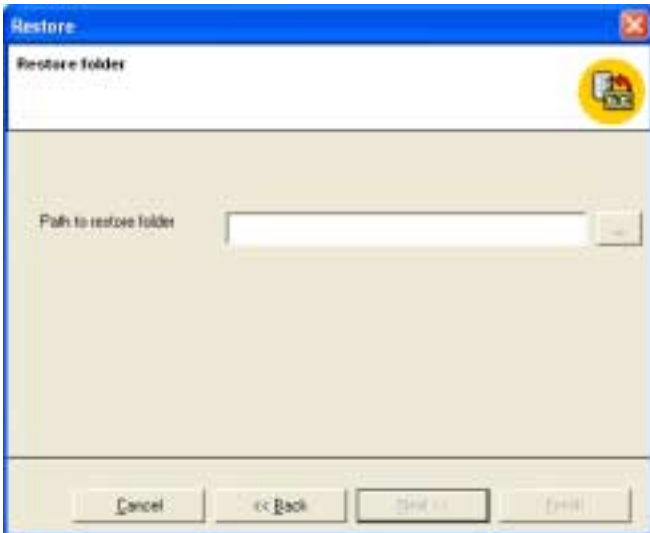 Restore
Restore folder
Path to restore folder
...
Cancel
<< Back
Next >>
Finish